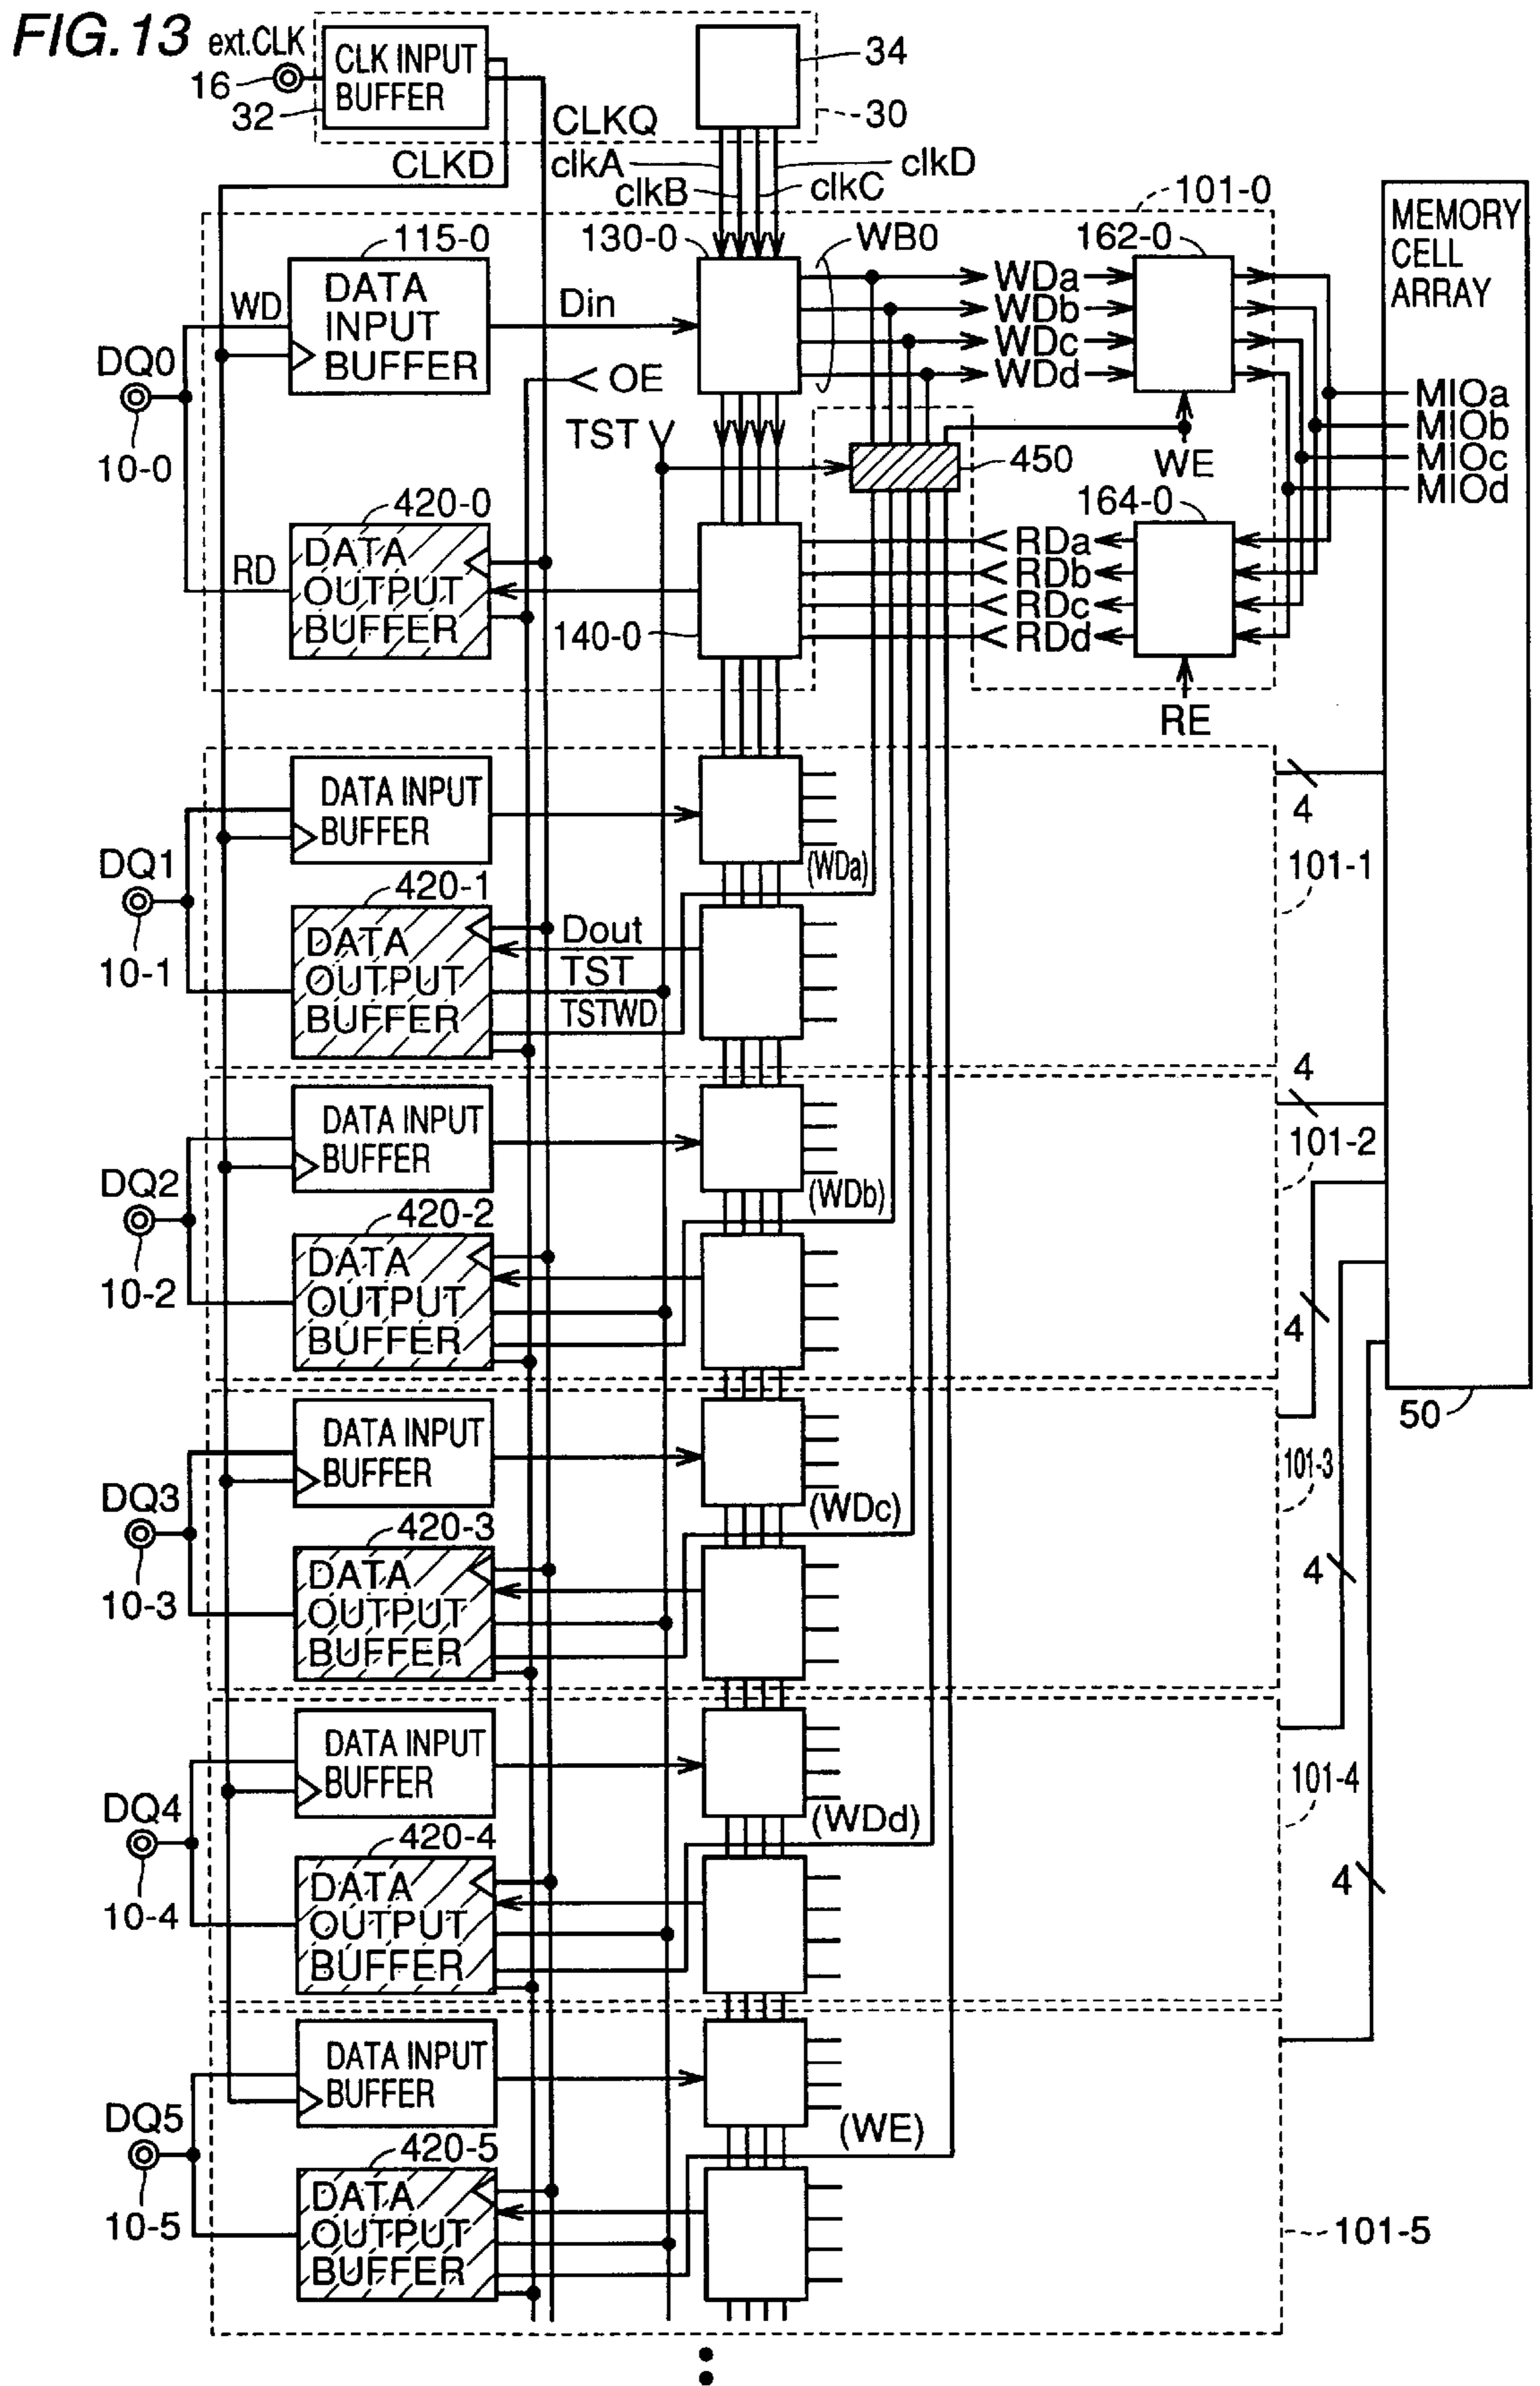 FIG.13
ext.CLK
16
32
CLK INPUT
BUFFER
34
30
CLKQ
CLKD
clkA
clkB
clkC
clkD
101-0
MEMORY
CELL
ARRAY
115-0
130-0
WB0
162-0
WD
DATA
INPUT
BUFFER
Din
WDa
WDb
WDc
WDd
DQ0
10-0
OE
TST
450
WE
MIOa
MIOb
MIOc
MIOd
420-0
164-0
RD
DATA
OUTPUT
BUFFER
140-0
RDa
RDb
RDc
RDd
RE
DATA INPUT
BUFFER
4
DQ1
(WDa)
101-1
420-1
10-1
DATA
OUTPUT
BUFFER
Dout
TST
TSTWD
4
DATA INPUT
BUFFER
101-2
DQ2
(WDb)
420-2
10-2
DATA
OUTPUT
BUFFER
4
50
DATA INPUT
BUFFER
101-3
DQ3
(WDc)
420-3
10-3
DATA
OUTPUT
BUFFER
4
DATA INPUT
BUFFER
101-4
DQ4
(WDd)
420-4
10-4
DATA
OUTPUT
BUFFER
4
DATA INPUT
BUFFER
DQ5
(WE)
420-5
10-5
DATA
OUTPUT
BUFFER
101-5